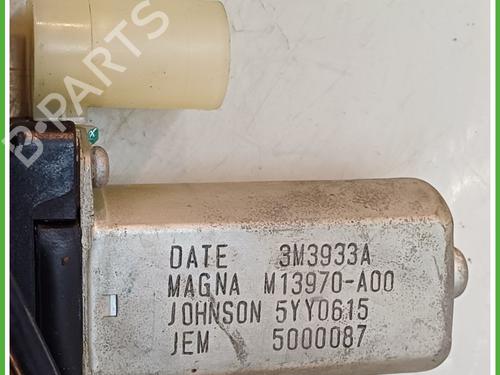 B-PARTS
DATE 3M3933A
MAGNA M13970-A00
JOHNSON 5YY0615
JEM 5000087